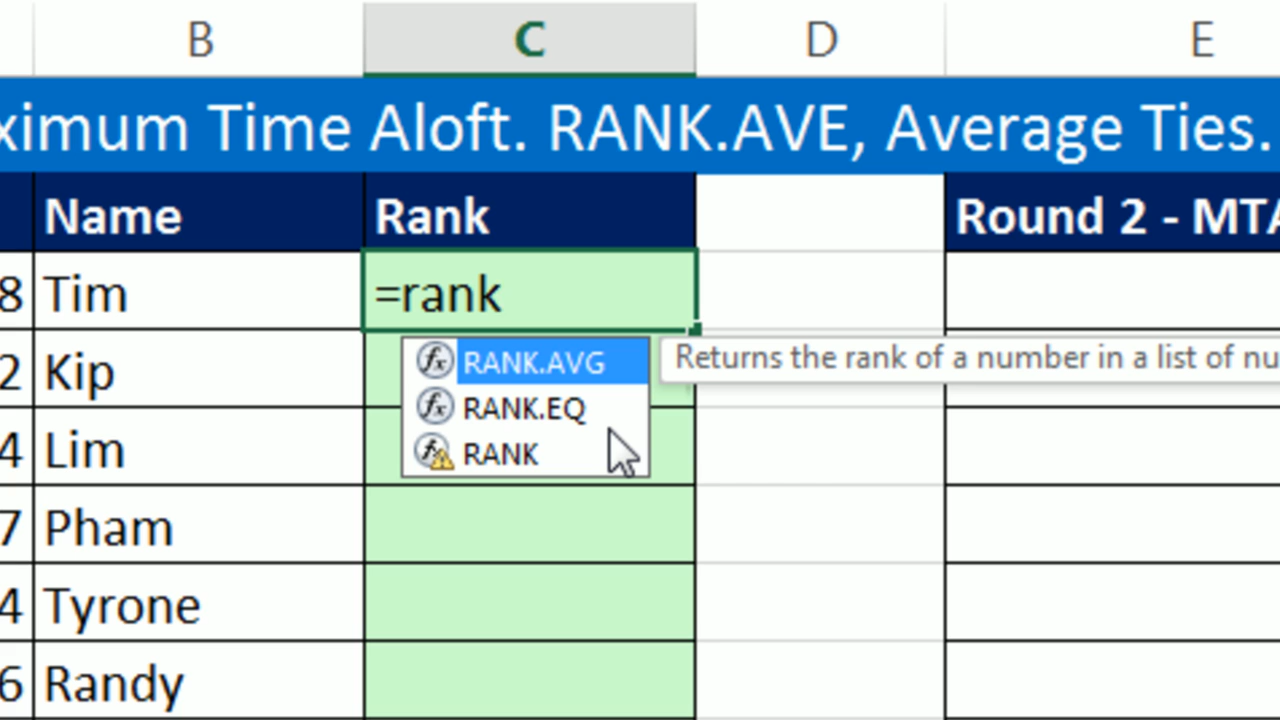 B C D E
ximum Time Aloft. RANK.AVE, Average Ties.
Name Rank Round 2 - MTA
8 Tim =rank
RANK.AVG Returns the rank of a number in a list of nu
2 Kip
RANK.EQ
4 Lim RANK
7 Pham
4 Tyrone
6 Randy